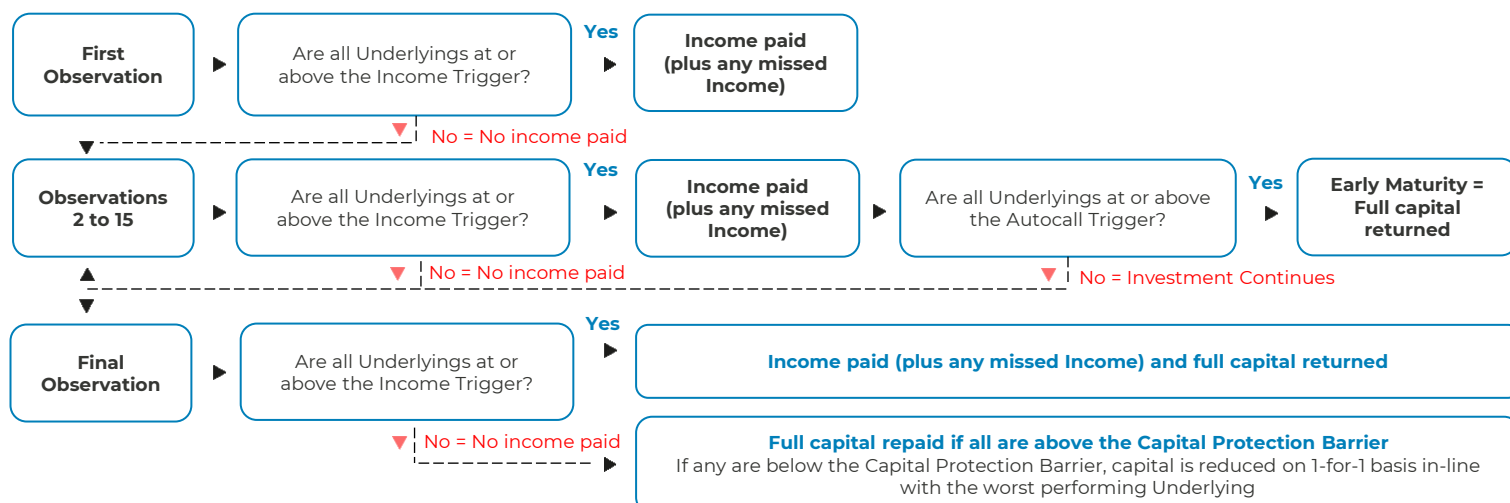 First
Observation
Are all Underlyings at or
above the Income Trigger?
Yes
Income paid
(plus any missed
Income)
No = No income paid
Observations
2 to 15
Are all Underlyings at or
above the Income Trigger?
Yes
Income paid
(plus any missed
Income)
Are all Underlyings at or above
the Autocall Trigger?
Yes
Early Maturity =
Full capital
returned
No = No income paid
No = Investment Continues
Final
Observation
Are all Underlyings at or
above the Income Trigger?
Yes
Income paid (plus any missed Income) and full capital returned
No = No income paid
Full capital repaid if all are above the Capital Protection Barrier
If any are below the Capital Protection Barrier, capital is reduced on 1-for-1 basis in-line
with the worst performing Underlying